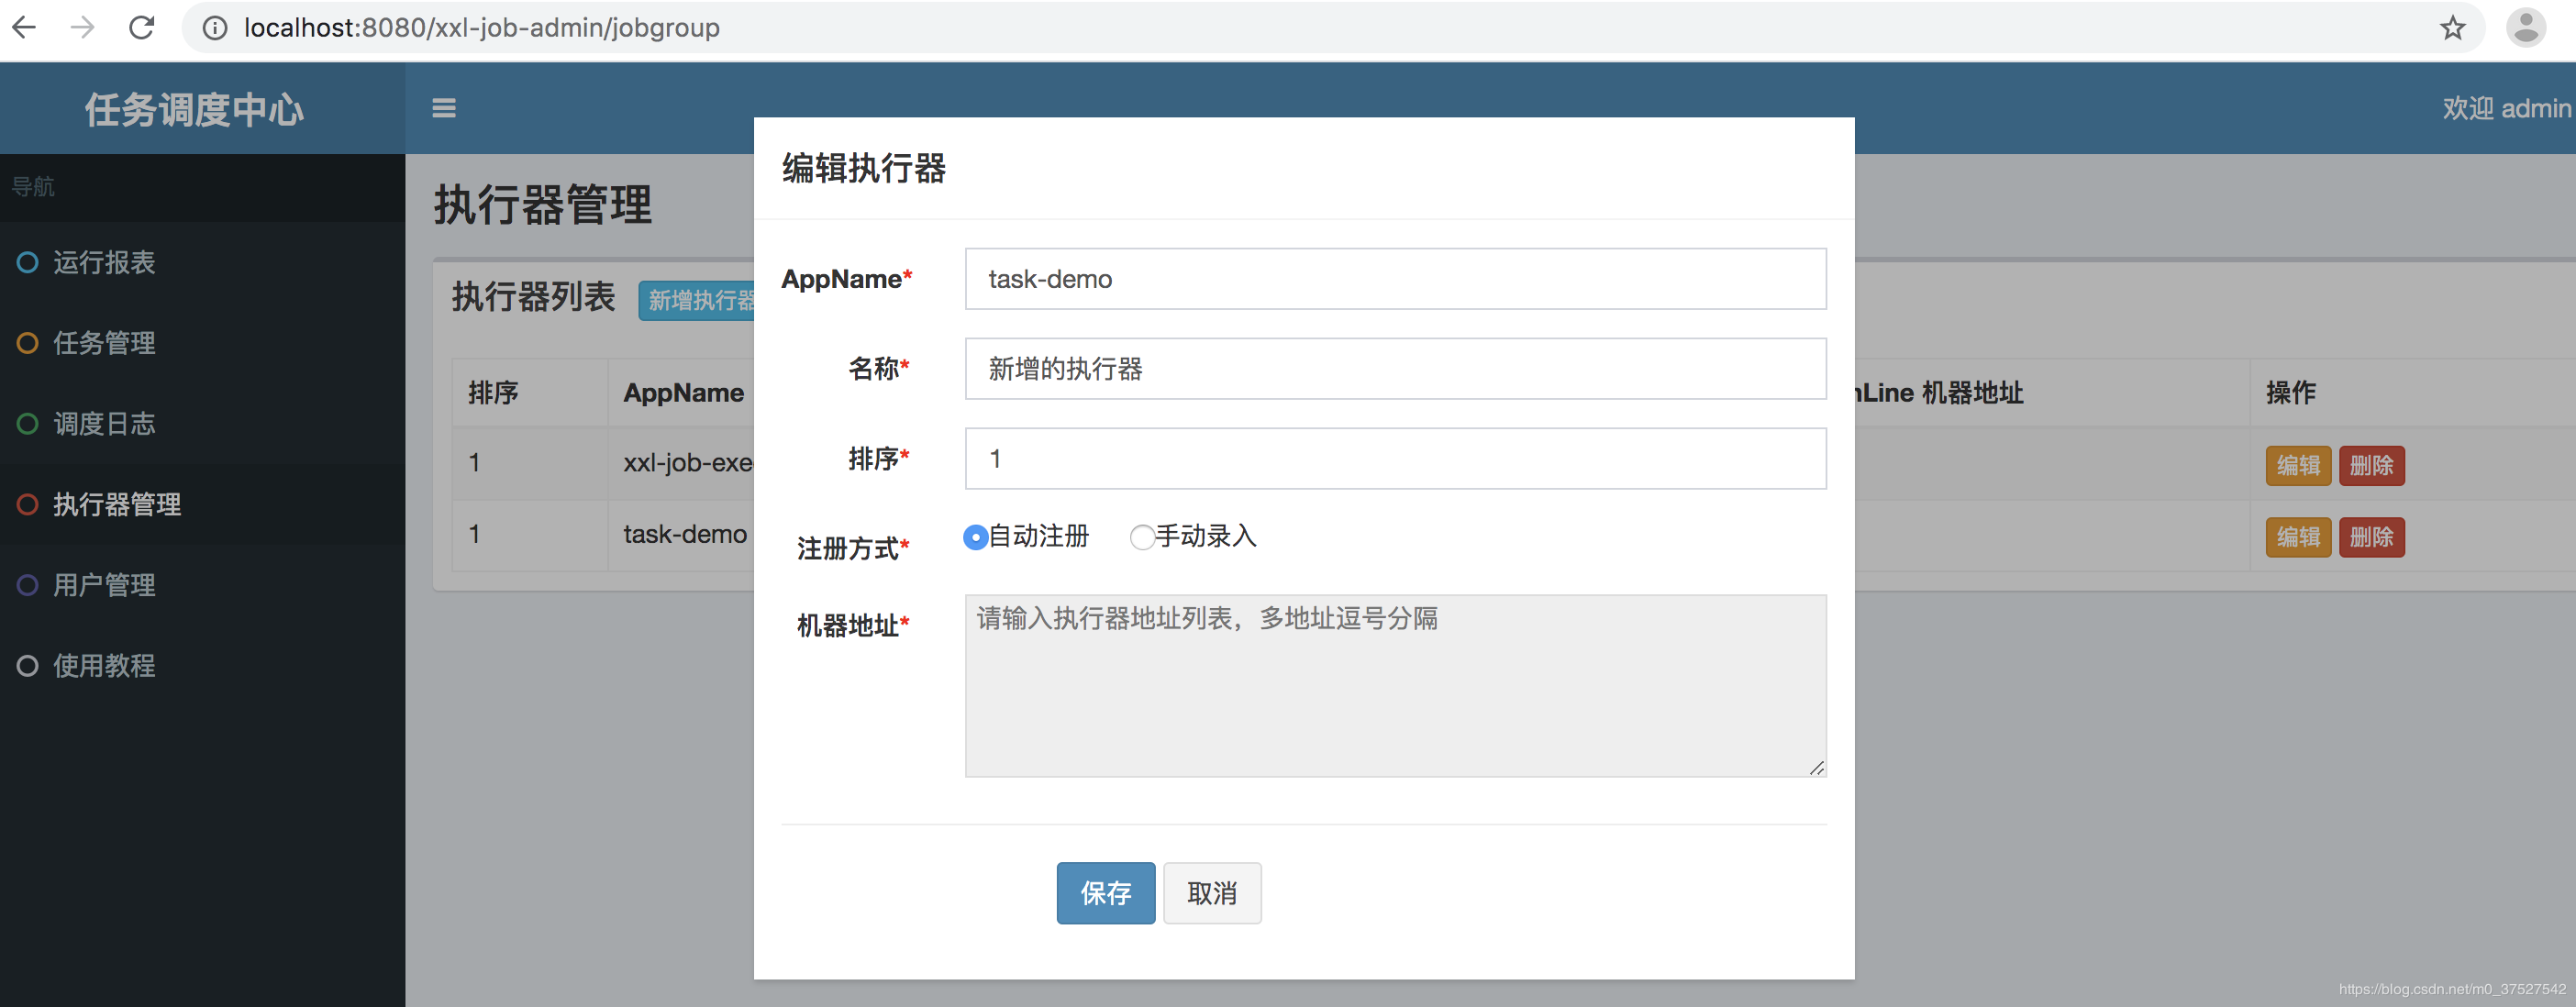 localhost:8080/xxl-job-admin/jobgroup
任务调度中心
欢迎 admin
导航
运行报表
任务管理
调度日志
执行器管理
用户管理
使用教程
执行器管理
执行器列表 新增执行器
排序 AppName nLine 机器地址 操作
1 xxl-job-exe 编辑 删除
1 task-demo 编辑 删除
编辑执行器
AppName* task-demo
名称* 新增的执行器
排序* 1
注册方式* 自动注册 手动录入
机器地址* 请输入执行器地址列表，多地址逗号分隔
保存 取消
https://blog.csdn.net/m0_37527542